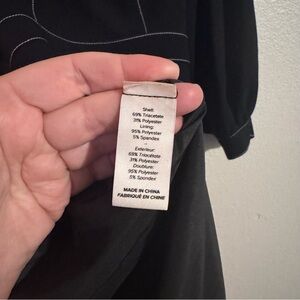 Shell:
69% Triacetate
31% Polyester
Lining:
95% Polyester
5% Spandex
-
Exterieur:
69% Triacétate
31% Polyester
Doublure:
95% Polyester
5% Spandex
MADE IN CHINA
FABRIQUÉ EN CHINE